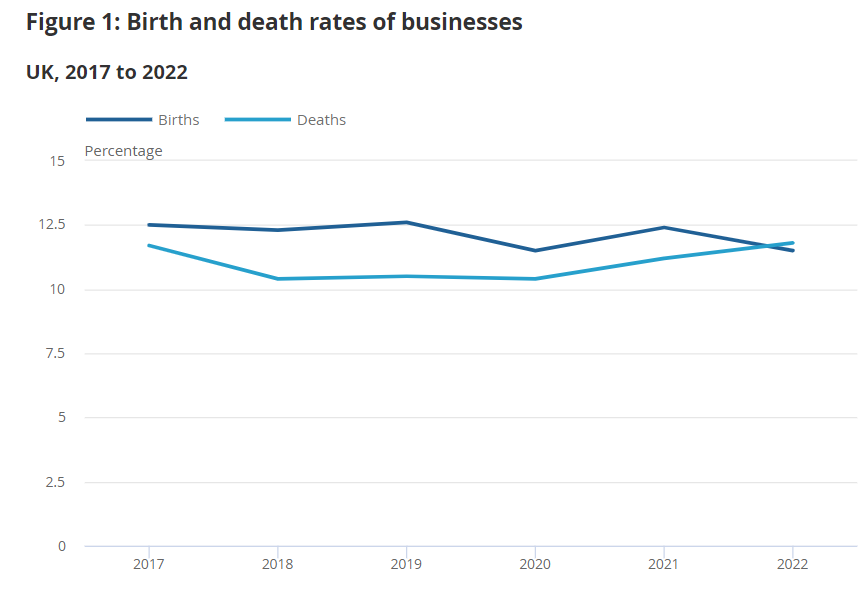 Figure 1: Birth and death rates of businesses
UK, 2017 to 2022
Births Deaths
Percentage
15
12.5
10
7.5
5
2.5
0
2017 2018 2019 2020 2021 2022